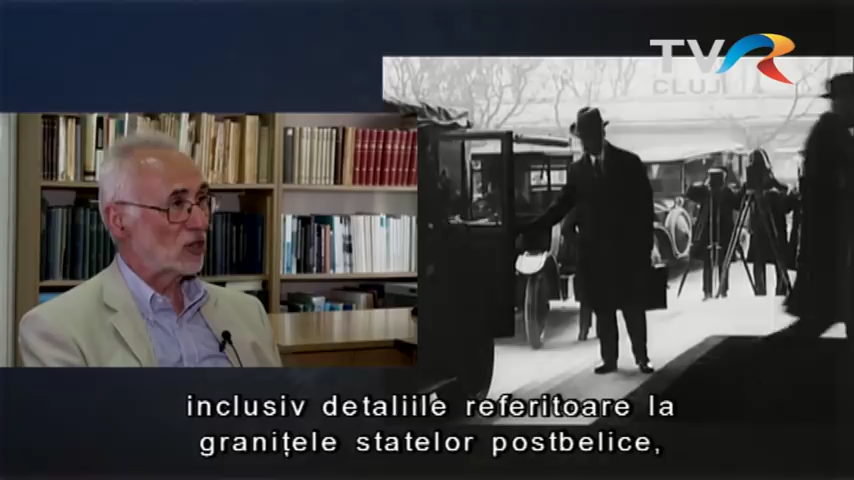 TVR
CLUJ
inclusiv detaliile referitoare la
granițele statelor postbelice,